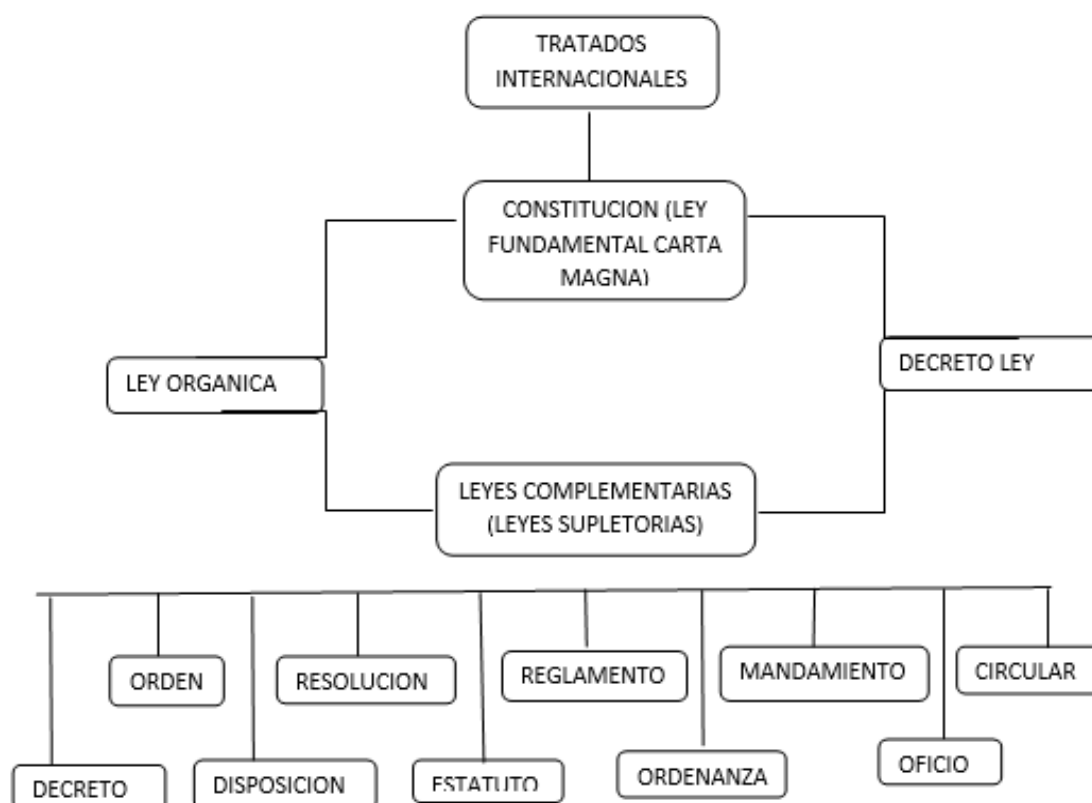 TRATADOS
INTERNACIONALES
CONSTITUCION (LEY
FUNDAMENTAL CARTA
MAGNA)
LEY ORGANICA
DECRETO LEY
LEYES COMPLEMENTARIAS
(LEYES SUPLETORIAS)
ORDEN
RESOLUCION
REGLAMENTO
MANDAMIENTO
CIRCULAR
DECRETO
DISPOSICION
ESTATUTO
ORDENANZA
OFICIO